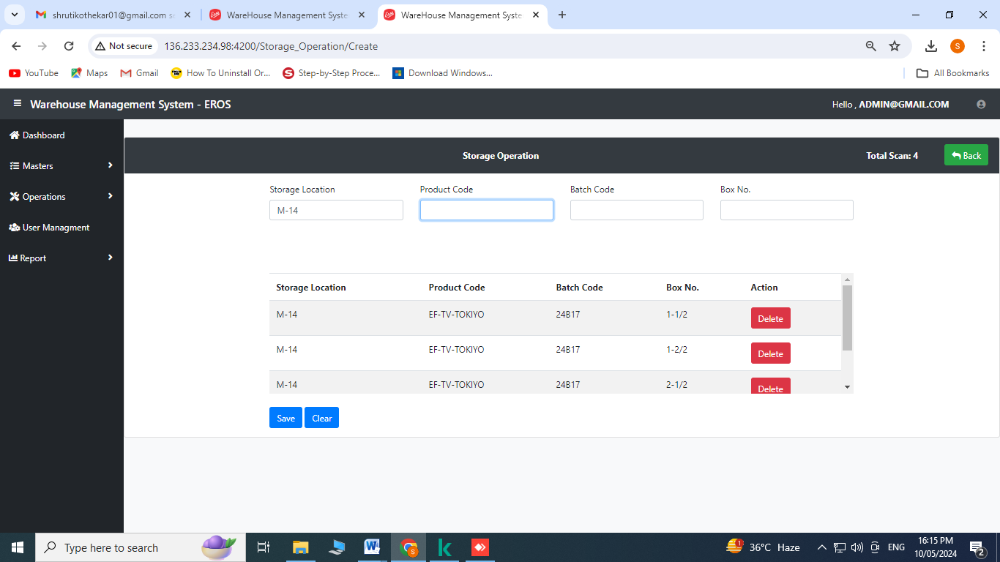 shrutikothekar01@gmail.com se
WareHouse Management Syste
WareHouse Management Syste
Not secure
136.233.234.98:4200/Storage_Operation/Create
S
YouTube
Maps
Gmail
How To Uninstall Or...
Step-by-Step Proce...
Download Windows...
All Bookmarks
Warehouse Management System - EROS
Hello , ADMIN@GMAIL.COM
Dashboard
Masters
Operations
User Managment
Report
Storage Operation
Total Scan: 4
Back
Storage Location
Product Code
Batch Code
Box No.
M-14
Storage Location Product Code Batch Code Box No. Action
M-14 EF-TV-TOKIYO 24B17 1-1/2 Delete
M-14 EF-TV-TOKIYO 24B17 1-2/2 Delete
M-14 EF-TV-TOKIYO 24B17 2-1/2 Delete
Save
Clear
Type here to search
36°C Haze
ENG
16:15 PM
10/05/2024
2